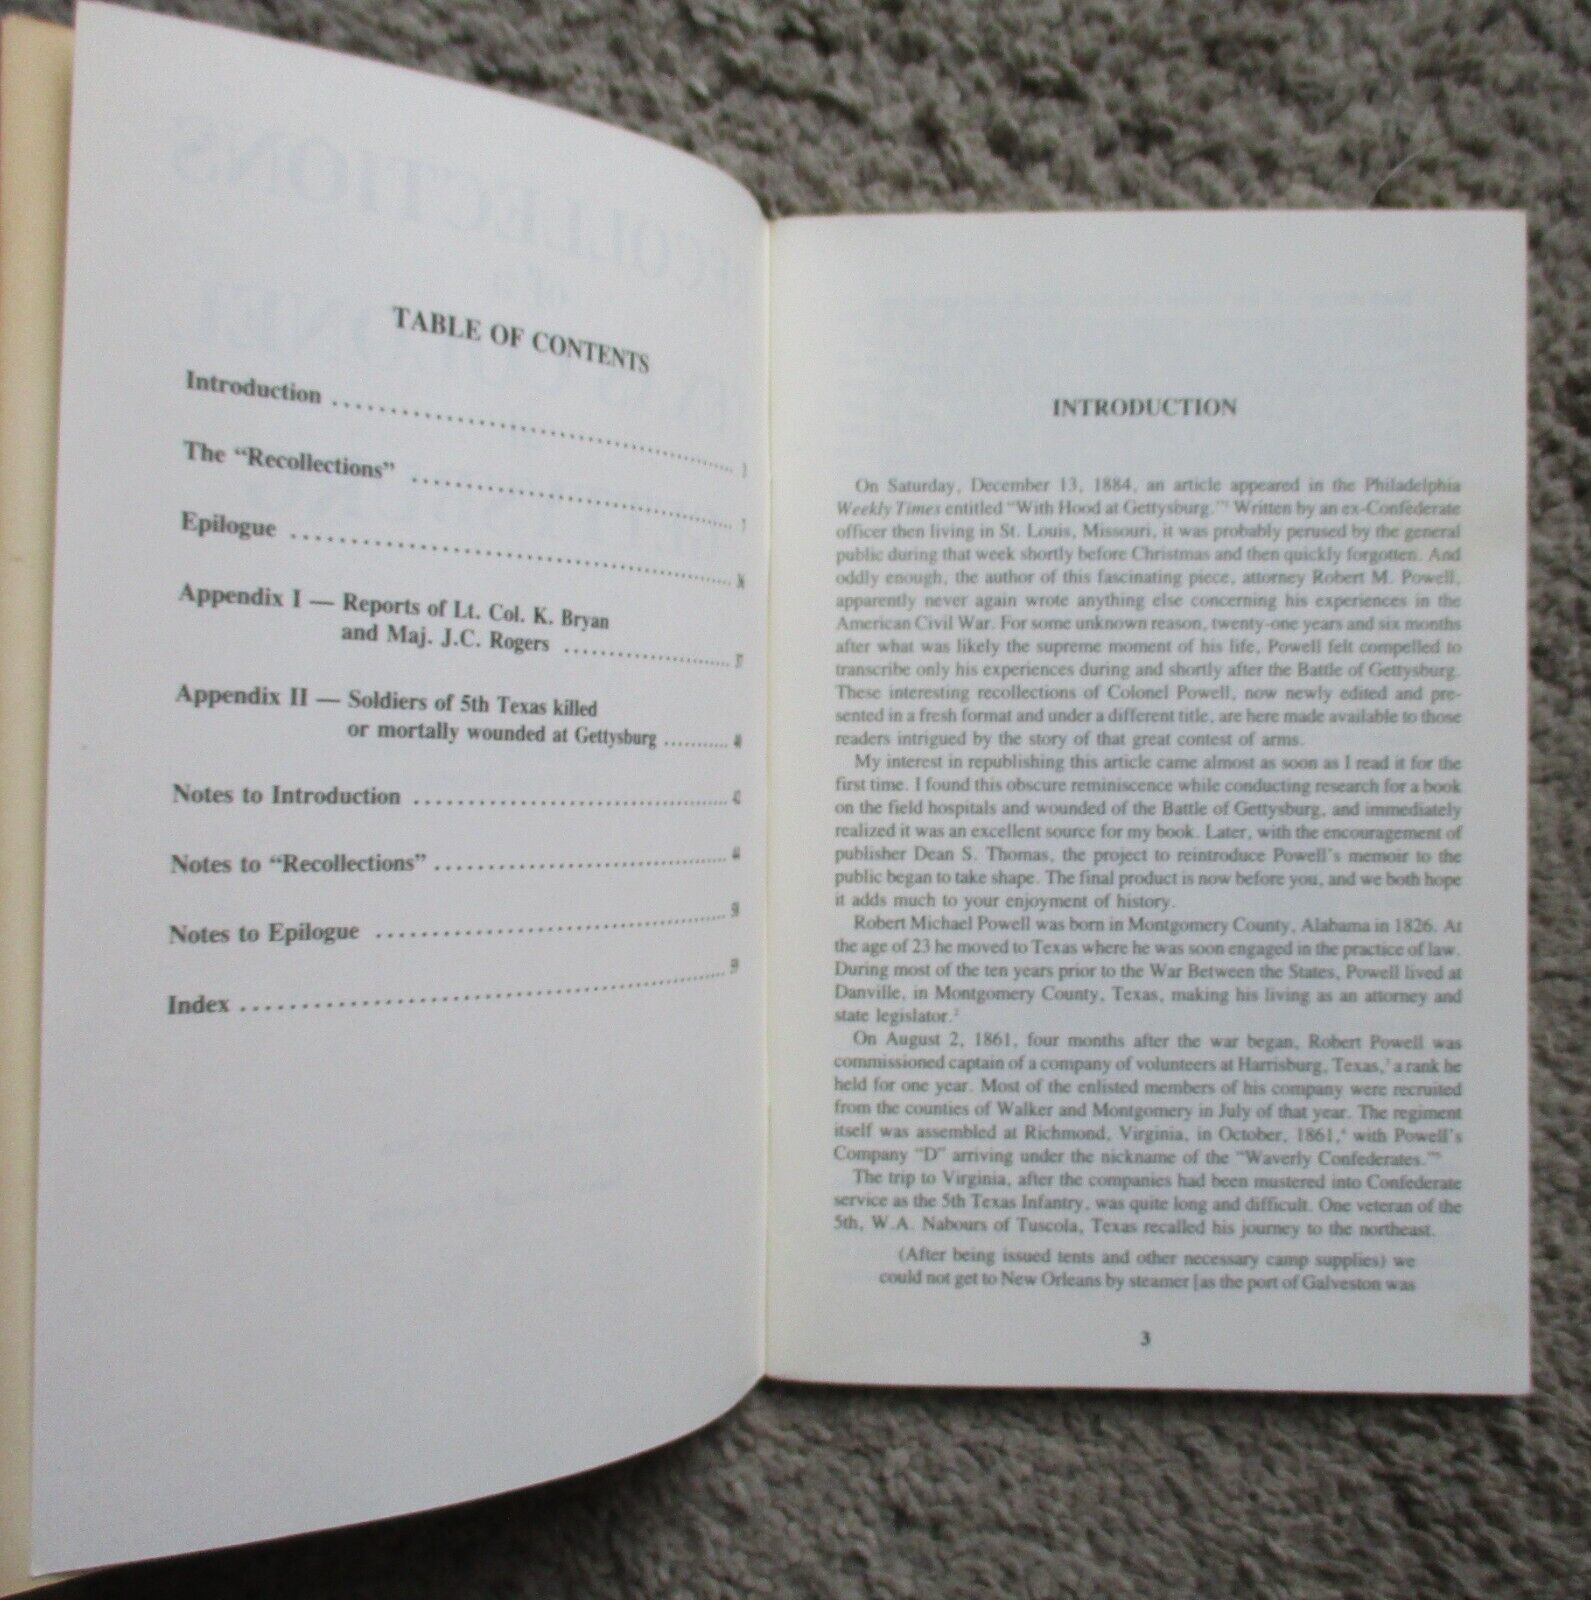 TABLE OF CONTENTS
Introduction ........ 3
The “Recollections” ........ 7
Epilogue ........
Appendix I — Reports of Lt. Col. K. Bryan
and Maj. J.C. Rogers ........ 37
Appendix II — Soldiers of 5th Texas killed
or mortally wounded at Gettysburg ........ 40
Notes to Introduction ........
Notes to “Recollections” ........ 44
Notes to Epilogue ........
Index ........ 59
INTRODUCTION
On Saturday, December 13, 1884, an article appeared in the Philadelphia
Weekly Times entitled “With Hood at Gettysburg.”¹ Written by an ex-Confederate
officer then living in St. Louis, Missouri, it was probably perused by the general
public during that week shortly before Christmas and then quickly forgotten. And
oddly enough, the author of this fascinating piece, attorney Robert M. Powell,
apparently never again wrote anything else concerning his experiences in the
American Civil War. For some unknown reason, twenty-one years and six months
after what was likely the supreme moment of his life, Powell felt compelled to
transcribe only his experiences during and shortly after the Battle of Gettysburg.
These interesting recollections of Colonel Powell, now newly edited and pre-
sented in a fresh format and under a different title, are here made available to those
readers intrigued by the story of that great contest of arms.
My interest in republishing this article came almost as soon as I read it for the
first time. I found this obscure reminiscence while conducting research for a book
on the field hospitals and wounded of the Battle of Gettysburg, and immediately
realized it was an excellent source for my book. Later, with the encouragement of
publisher Dean S. Thomas, the project to reintroduce Powell’s memoir to the
public began to take shape. The final product is now before you, and we both hope
it adds much to your enjoyment of history.
Robert Michael Powell was born in Montgomery County, Alabama in 1826. At
the age of 23 he moved to Texas where he was soon engaged in the practice of law.
During most of the ten years prior to the War Between the States, Powell lived at
Danville, in Montgomery County, Texas, making his living as an attorney and
state legislator.²
On August 2, 1861, four months after the war began, Robert Powell was
commissioned captain of a company of volunteers at Harrisburg, Texas,³ a rank he
held for one year. Most of the enlisted members of his company were recruited
from the counties of Walker and Montgomery in July of that year. The regiment
itself was assembled at Richmond, Virginia, in October, 1861,⁴ with Powell’s
Company “D” arriving under the nickname of the “Waverly Confederates.”⁵
The trip to Virginia, after the companies had been mustered into Confederate
service as the 5th Texas Infantry, was quite long and difficult. One veteran of the
5th, W.A. Nabours of Tuscola, Texas recalled his journey to the northeast.
(After being issued tents and other necessary camp supplies) we
could not get to New Orleans by steamer [as the port of Galveston was
3